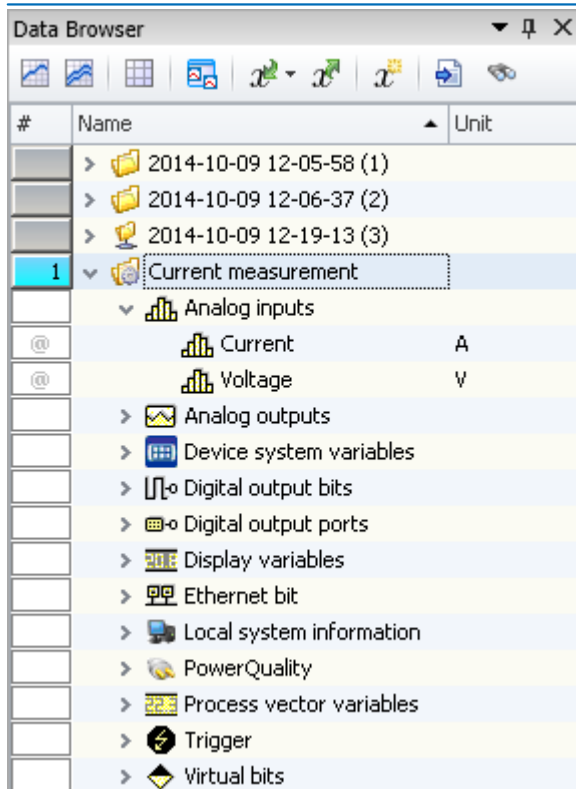 Data Browser
# Name Unit
2014-10-09 12-05-58 (1)
2014-10-09 12-06-37 (2)
2014-10-09 12-19-13 (3)
1 Current measurement
Analog inputs
@ Current A
@ Voltage V
Analog outputs
Device system variables
Digital output bits
Digital output ports
Display variables
Ethernet bit
Local system information
PowerQuality
Process vector variables
Trigger
Virtual bits